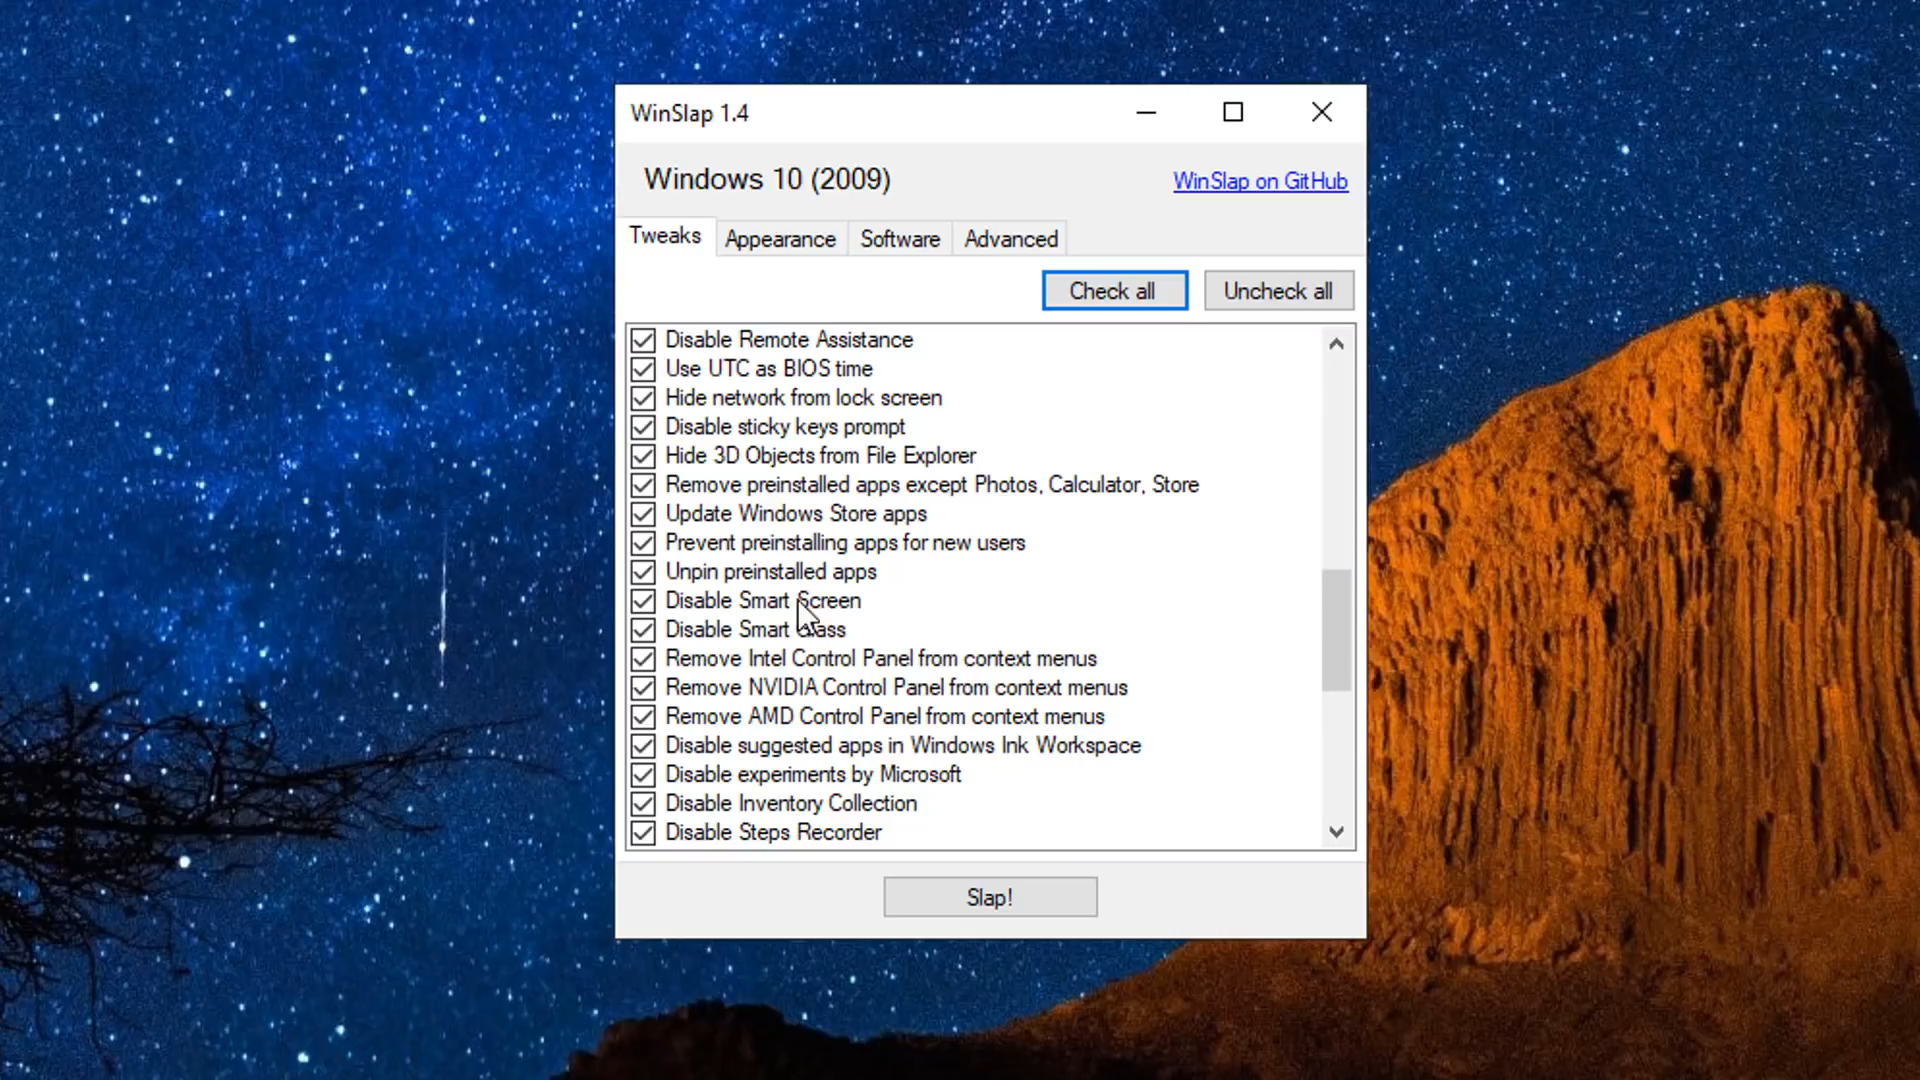 WinSlap 1.4
Windows 10 (2009)
WinSlap on GitHub
Tweaks
Appearance
Software
Advanced
Check all
Uncheck all
Disable Remote Assistance
Use UTC as BIOS time
Hide network from lock screen
Disable sticky keys prompt
Hide 3D Objects from File Explorer
Remove preinstalled apps except Photos, Calculator, Store
Update Windows Store apps
Prevent preinstalling apps for new users
Unpin preinstalled apps
Disable Smart Screen
Disable Smart Glass
Remove Intel Control Panel from context menus
Remove NVIDIA Control Panel from context menus
Remove AMD Control Panel from context menus
Disable suggested apps in Windows Ink Workspace
Disable experiments by Microsoft
Disable Inventory Collection
Disable Steps Recorder
Slap!